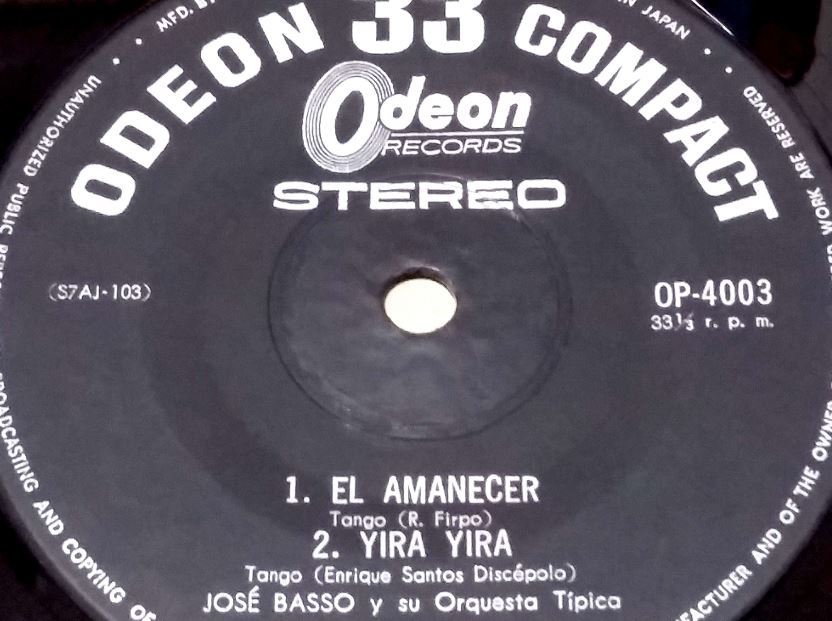 ODEON 33 COMPACT
MFD. B
IN JAPAN
Odeon
RECORDS
STEREO
(S7AJ-103)
OP-4003
33⅓ r. p. m.
1. EL AMANECER
Tango (R. Firpo)
2. YIRA YIRA
Tango (Enrique Santos Discépolo)
JOSÉ BASSO y su Orquesta Típica
UNAUTHORIZED PUBLIC
BROADCASTING AND COPYING OF
AND OF THE OWNER
WORK ARE RESERVED